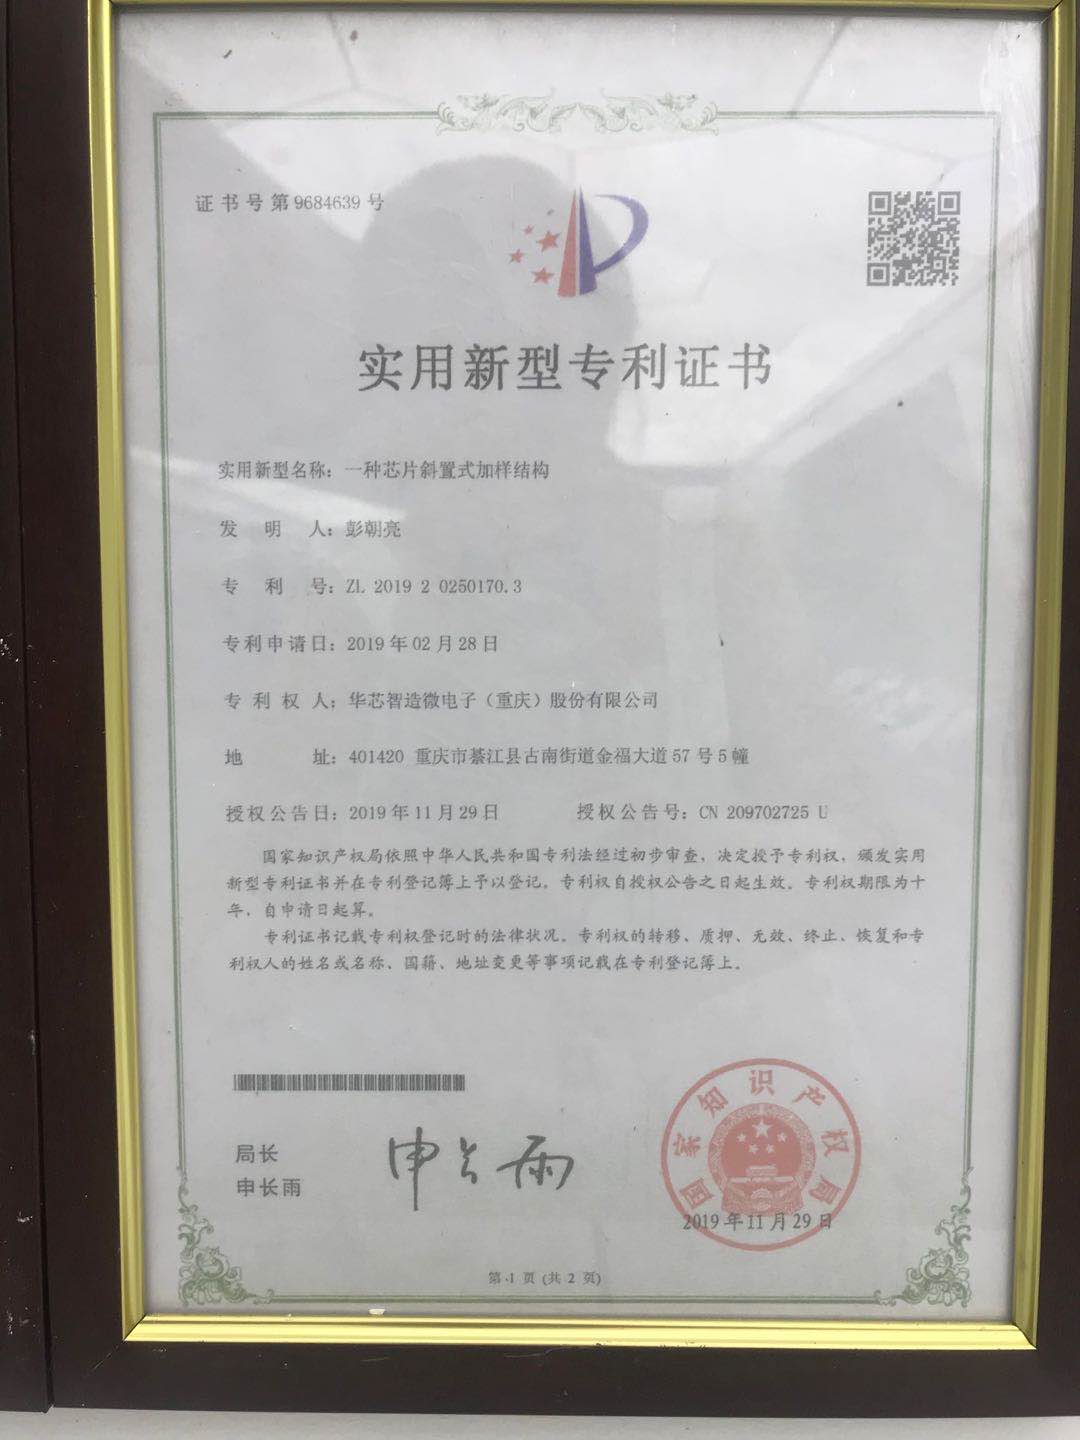 证书号第9684639号
实用新型专利证书
实用新型名称：一种芯片斜置式加样结构
发明人：彭朝亮
专利号：ZL 2019 2 0250170.3
专利申请日：2019年02月28日
专利权人：华芯智造微电子（重庆）股份有限公司
地址：401420 重庆市綦江县古南街道金福大道57号5幢
授权公告日：2019年11月29日 授权公告号：CN 209702725 U
国家知识产权局依照中华人民共和国专利法经过初步审查，决定授予专利权，颁发实用
新型专利证书并在专利登记簿上予以登记。专利权自授权公告之日起生效。专利权期限为十
年，自申请日起算。
专利证书记载专利权登记时的法律状况。专利权的转移、质押、无效、终止、恢复和专
利权人的姓名或名称、国籍、地址变更等事项记载在专利登记簿上。
局长
申长雨
申长雨
国家知识产权局
2019年11月29日
第1页(共2页)